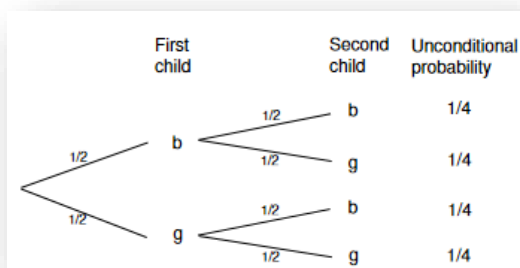 First Second Unconditional
child child probability
1/2 b 1/4
1/2 b 1/2 g 1/4
1/2 g 1/2 b 1/4
1/2 g 1/4